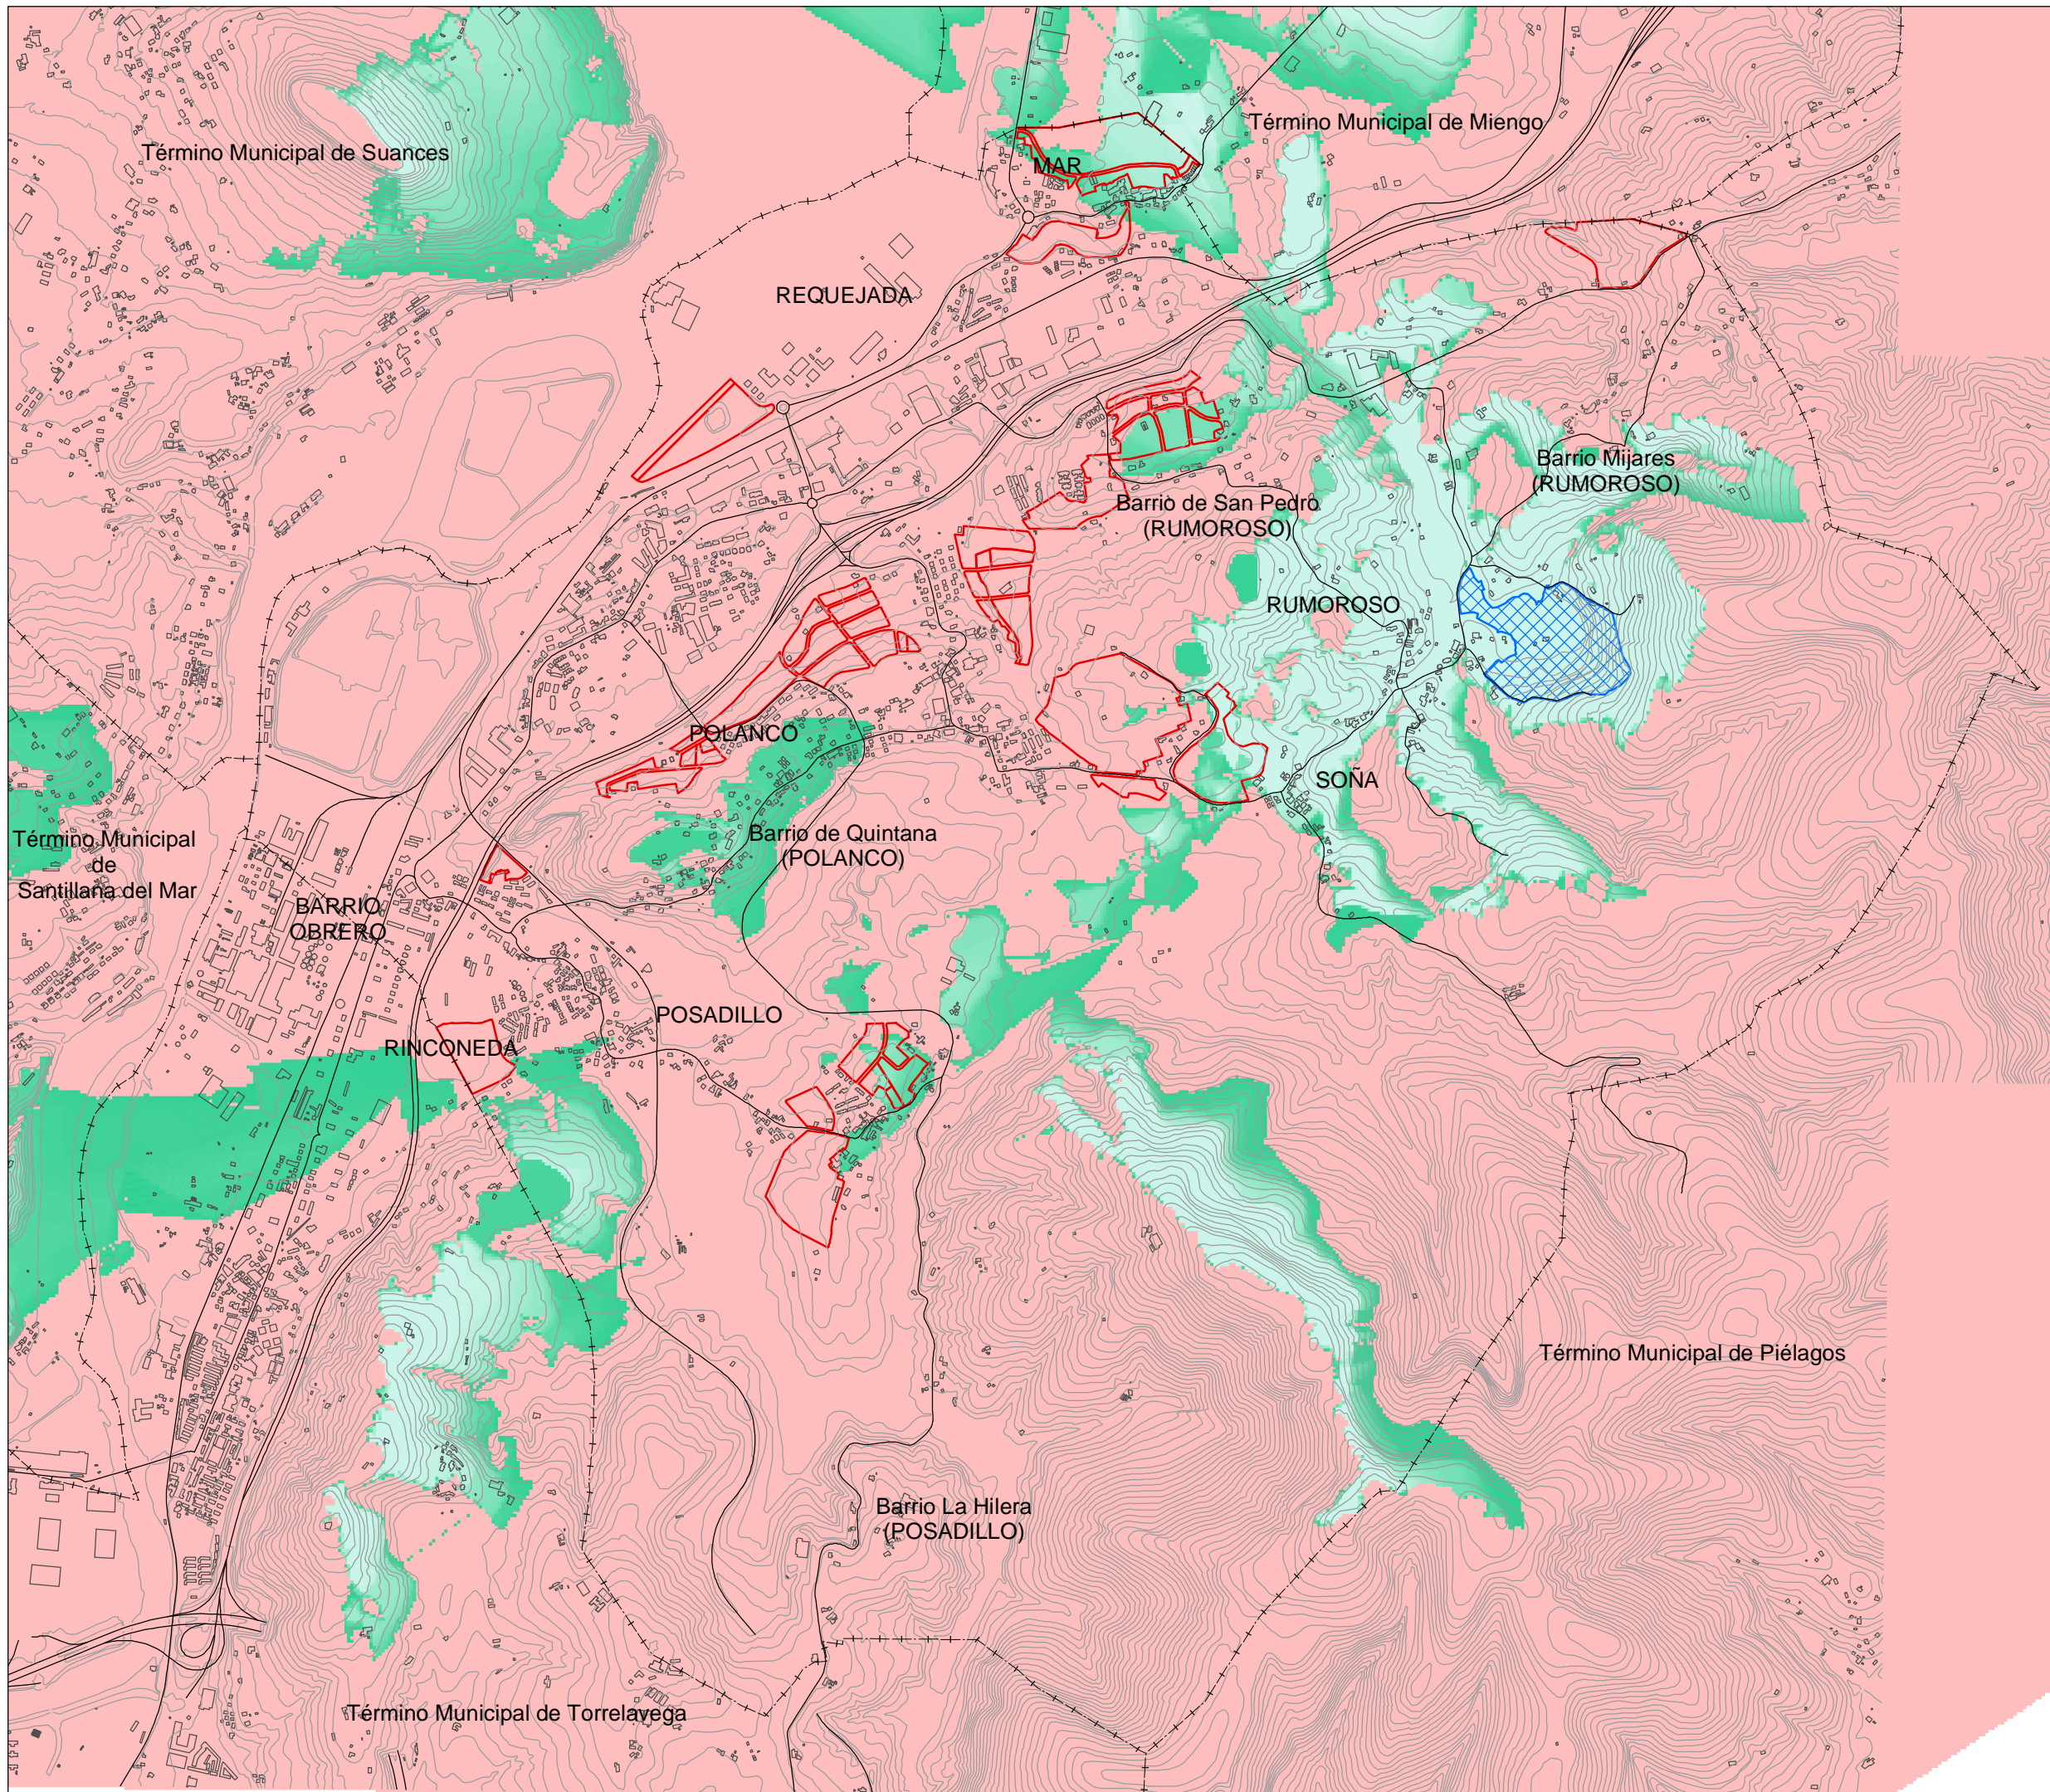 Término Municipal de Miengo
Término Municipal de Suances
MAR
REQUEJADA
Barrio Mijares
(RUMOROSO)
Barrio de San Pedro
(RUMOROSO)
RUMOROSO
POLANCO
SOÑA
Barrio de Quintana
(POLANCO)
Término Municipal
de
Santillana del Mar
BARRIO
OBRERO
POSADILLO
RINCONEDA
Término Municipal de Piélagos
Barrio La Hilera
(POSADILLO)
Término Municipal de Torrelavega